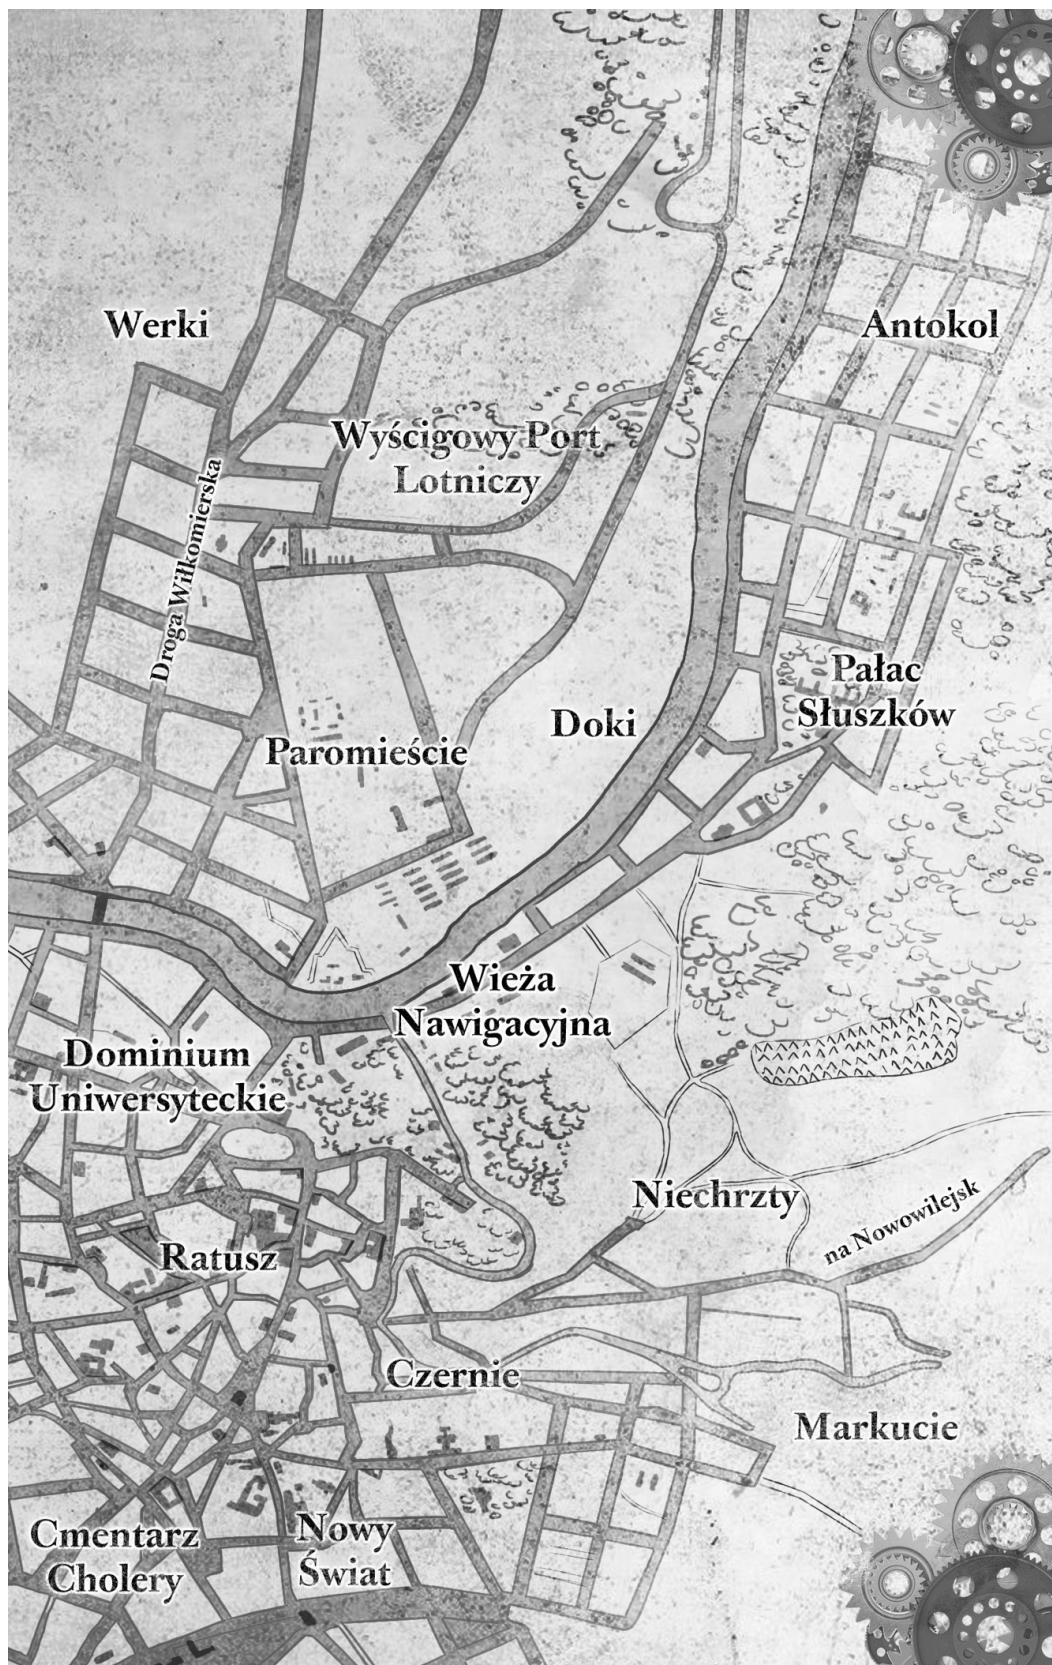 Werki
Antokol
Wyścigowy Port
Lotniczy
Droga Wiłkomierska
Pałac
Słuszków
Doki
Paromieście
Wieża
Nawigacyjna
Dominium
Uniwersyteckie
Niechrzty
na Nowowilejsk
Ratusz
Czernie
Markucie
Cmentarz
Cholery
Nowy
Świat